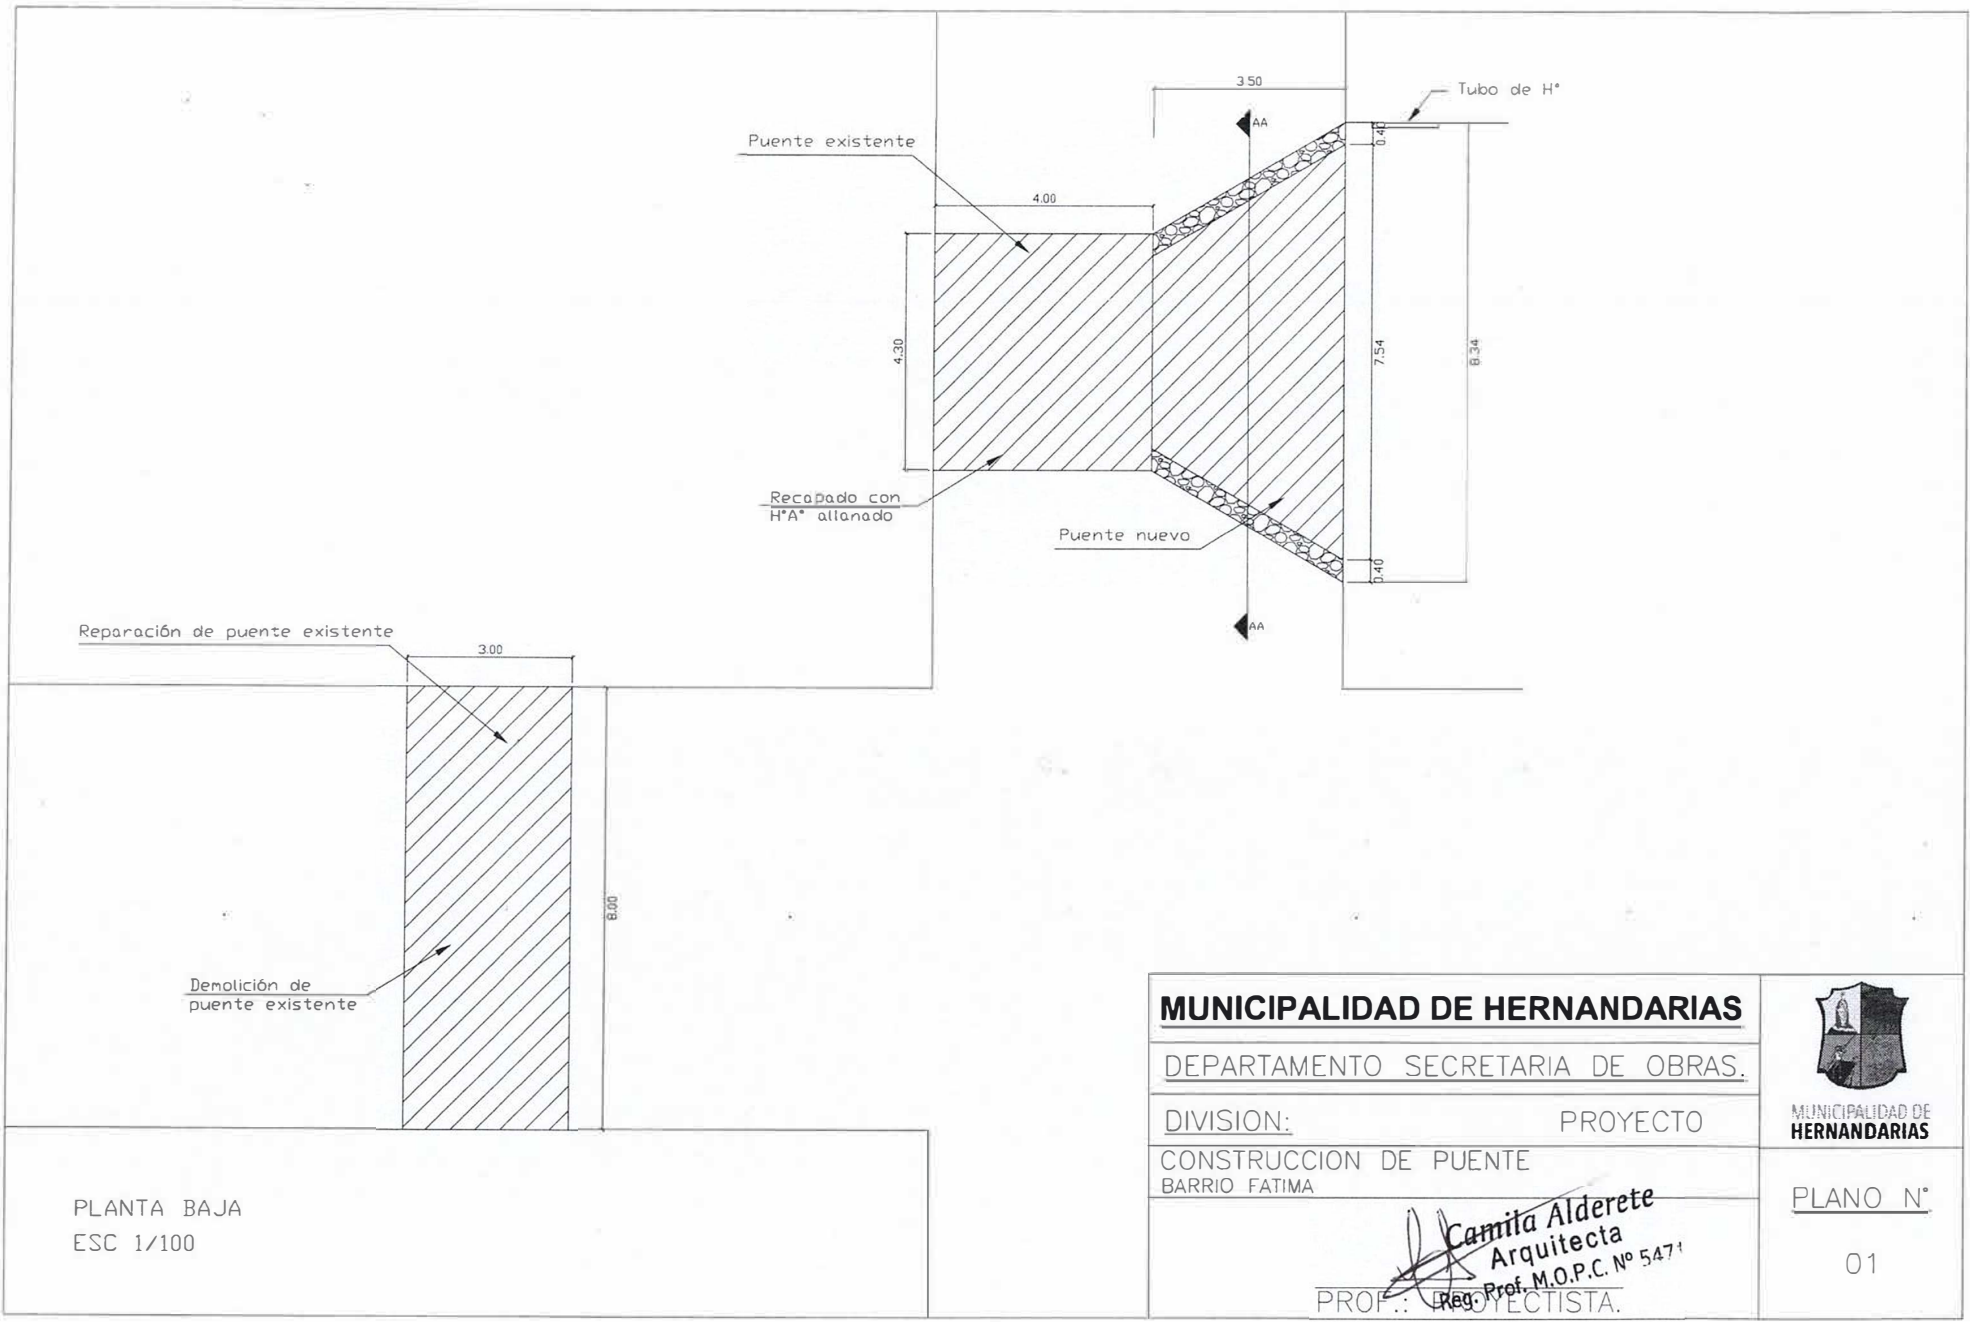 3.50
Tubo de H°
AA
0.40
Puente existente
4.00
4.30
7.54
8.34
Recapado con
H°A° allanado
Puente nuevo
0.40
AA
Reparación de puente existente
3.00
8.00
Demolición de
puente existente
PLANTA BAJA
ESC 1/100
MUNICIPALIDAD DE HERNANDARIAS
DEPARTAMENTO SECRETARIA DE OBRAS.
DIVISION: PROYECTO
CONSTRUCCION DE PUENTE
BARRIO FATIMA
Camila Alderete
Arquitecta
Reg. Prof. M.O.P.C. Nº 5471
PROF.: PROYECTISTA.
MUNICIPALIDAD DE
HERNANDARIAS
PLANO N°
01